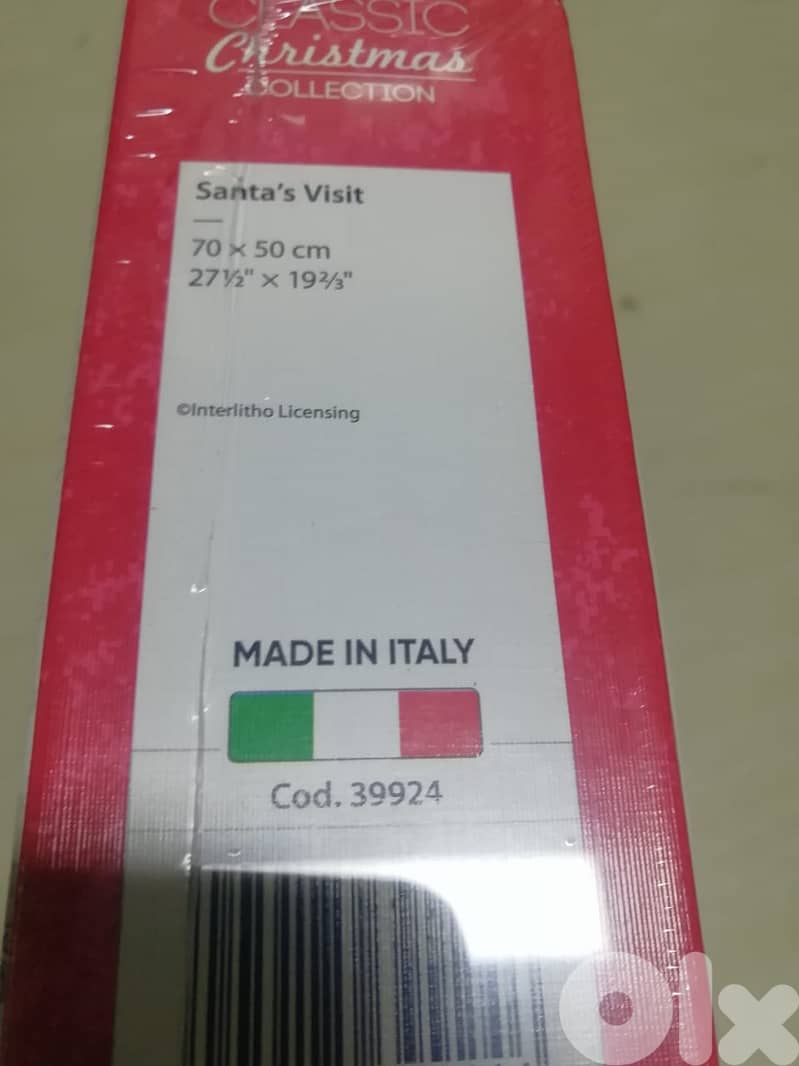 CLASSIC
Christmas
COLLECTION
Santa's Visit
70 × 50 cm
27½" × 19⅔"
©Interlitho Licensing
MADE IN ITALY
Cod. 39924
olx